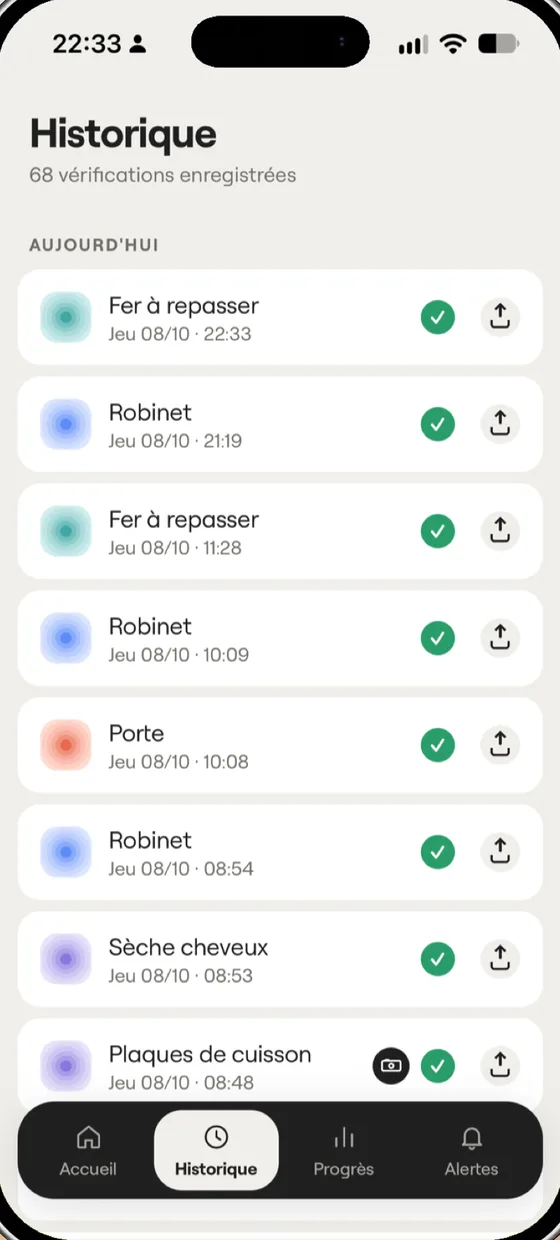 22:33
Historique
68 vérifications enregistrées
AUJOURD'HUI
Fer à repasser
Jeu 08/10 · 22:33
Robinet
Jeu 08/10 · 21:19
Fer à repasser
Jeu 08/10 · 11:28
Robinet
Jeu 08/10 · 10:09
Porte
Jeu 08/10 · 10:08
Robinet
Jeu 08/10 · 08:54
Sèche cheveux
Jeu 08/10 · 08:53
Plaques de cuisson
Jeu 08/10 · 08:48
Accueil
Historique
Progrès
Alertes